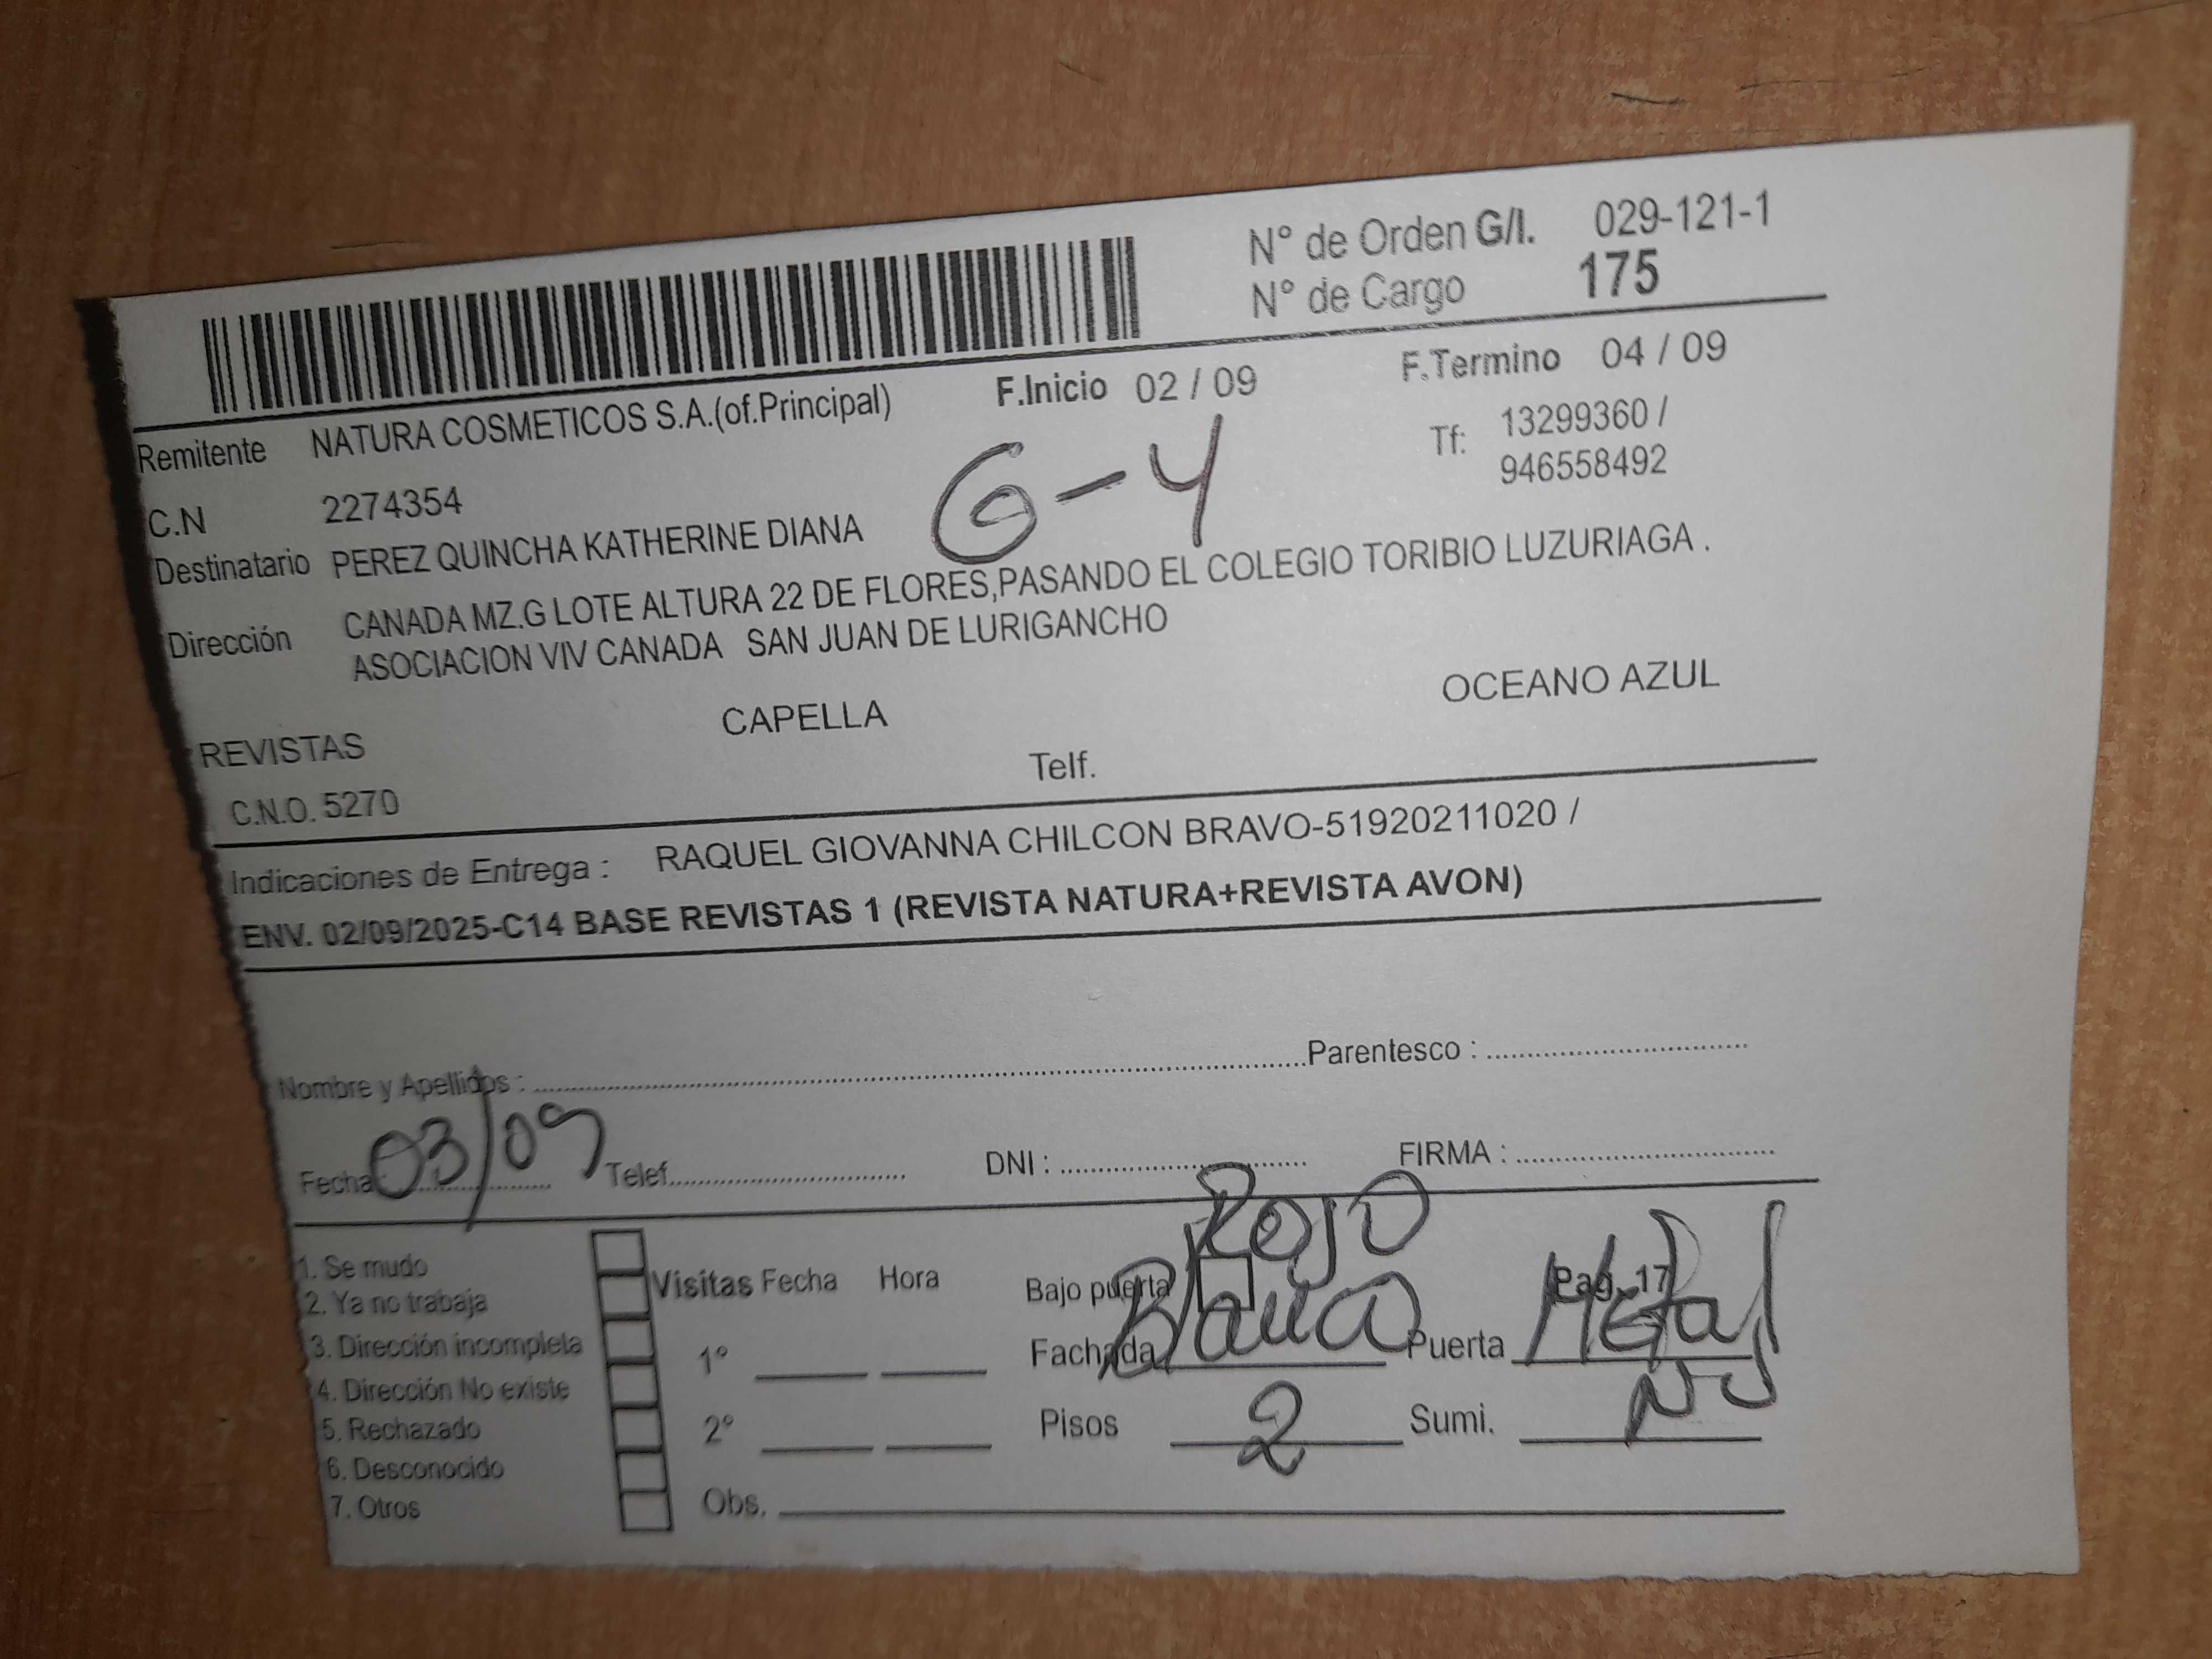 N° de Orden G/I. 029-121-1
N° de Cargo 175
F.Inicio 02 / 09 F.Termino 04 / 09
Remitente NATURA COSMETICOS S.A.(of.Principal)
Tf: 13299360 /
946558492
C.N 2274354
G-4
Destinatario PEREZ QUINCHA KATHERINE DIANA
Dirección CANADA MZ.G LOTE ALTURA 22 DE FLORES,PASANDO EL COLEGIO TORIBIO LUZURIAGA .
ASOCIACION VIV CANADA SAN JUAN DE LURIGANCHO
REVISTAS CAPELLA OCEANO AZUL
C.N.O. 5270 Telf.
Indicaciones de Entrega : RAQUEL GIOVANNA CHILCON BRAVO-51920211020 /
ENV. 02/09/2025-C14 BASE REVISTAS 1 (REVISTA NATURA+REVISTA AVON)
Nombre y Apellidos : Parentesco :
Fecha: 03/09 Telef. DNI : FIRMA :
1. Se mudo
2. Ya no trabaja
3. Dirección incompleta
4. Dirección No existe
5. Rechazado
6. Desconocido
7. Otros
Visitas Fecha Hora
1°
2°
Obs.
Rojo
Bajo puerta Pag. 17
Fachada Blanca Puerta Metal
Pisos 2 Sumi.